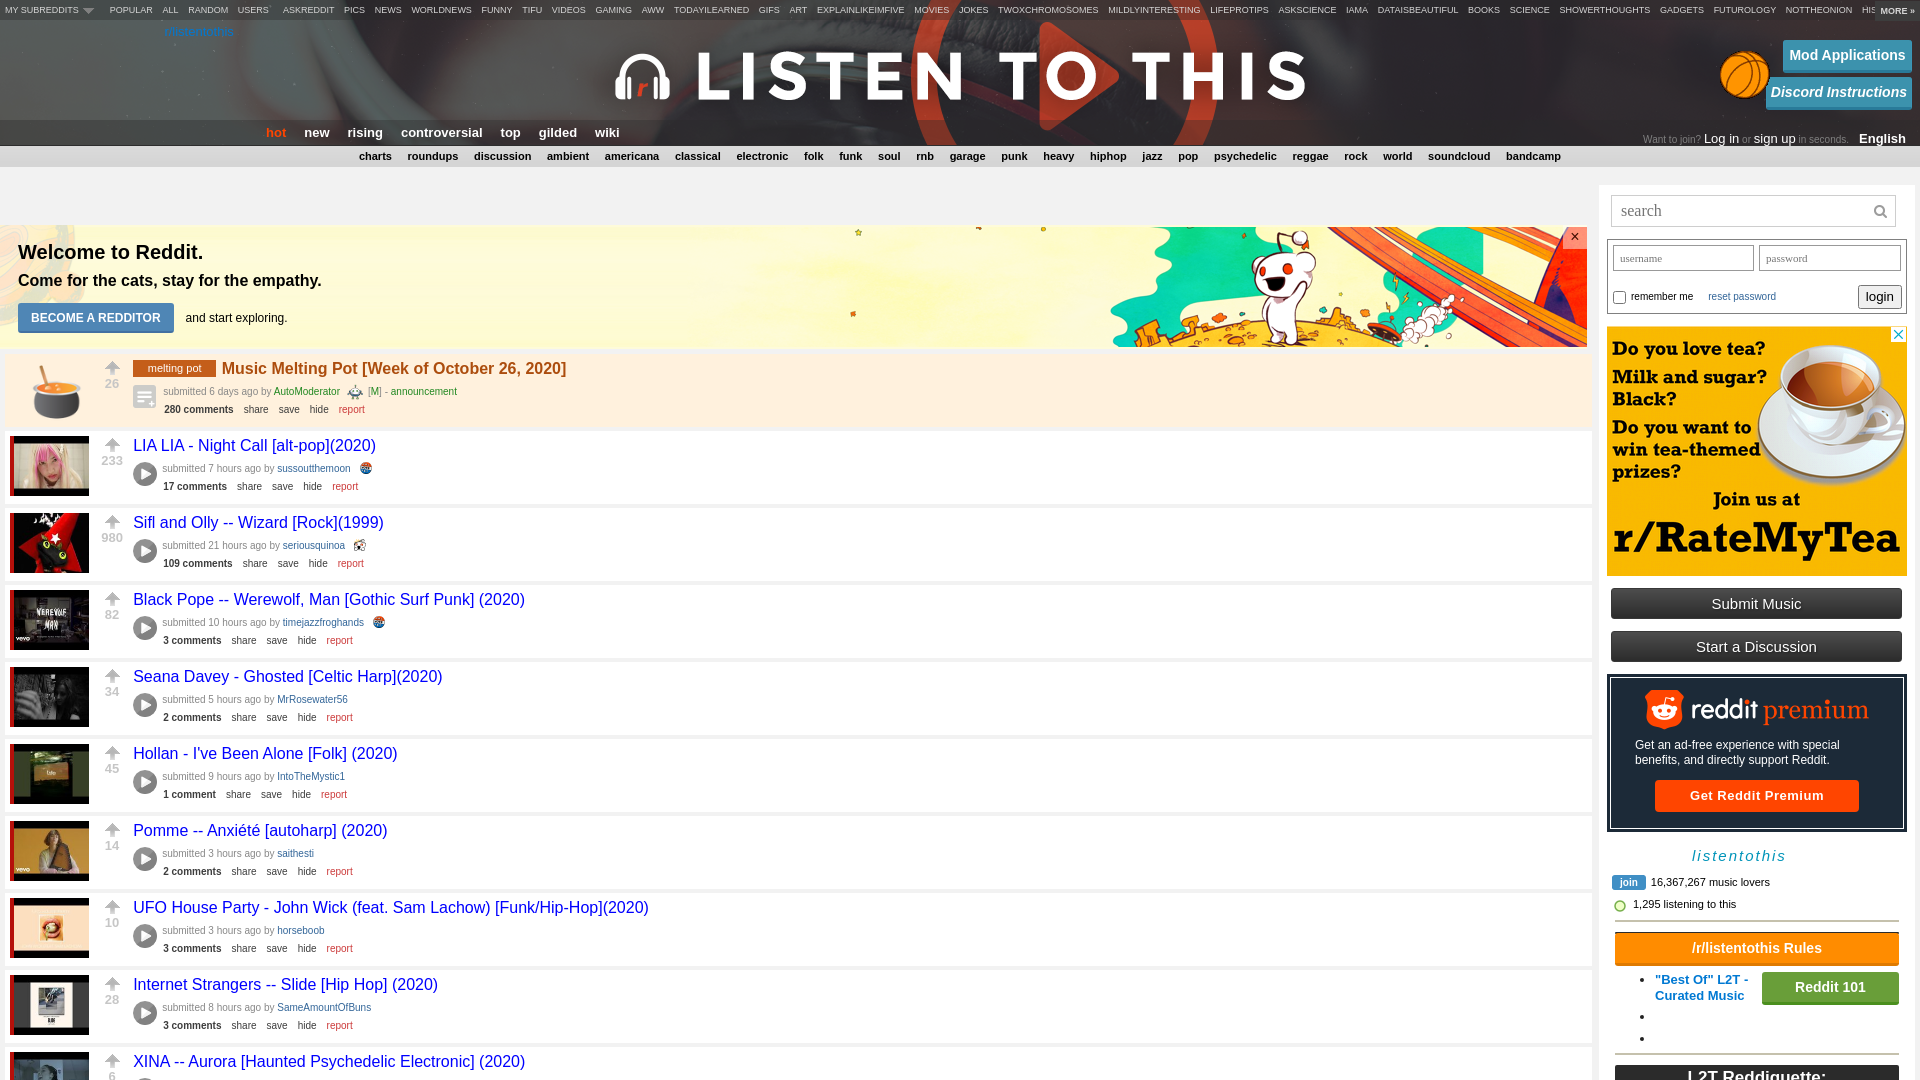 MY SUBREDDITS POPULAR ALL RANDOM USERS ASKREDDIT PICS NEWS WORLDNEWS FUNNY TIFU VIDEOS GAMING AWW TODAYILEARNED GIFS ART EXPLAINLIKEIMFIVE MOVIES JOKES TWOXCHROMOSOMES MILDLYINTERESTING LIFEPROTIPS ASKSCIENCE IAMA DATAISBEAUTIFUL BOOKS SCIENCE SHOWERTHOUGHTS GADGETS FUTUROLOGY NOTTHEONION HIS MORE »
LISTEN TO THIS
Mod Applications
Discord Instructions
hot new rising controversial top gilded wiki
Want to join? Log in or sign up in seconds. English
charts roundups discussion ambient americana classical electronic folk funk soul rnb garage punk heavy hiphop jazz pop psychedelic reggae rock world soundcloud bandcamp
Welcome to Reddit.
Come for the cats, stay for the empathy.
BECOME A REDDITOR and start exploring.
×
melting pot Music Melting Pot [Week of October 26, 2020]
26
submitted 6 days ago by AutoModerator [M] - announcement
280 comments share save hide report
LIA LIA - Night Call [alt-pop](2020)
233
submitted 7 hours ago by sussoutthemoon
17 comments share save hide report
Sifl and Olly -- Wizard [Rock](1999)
980
submitted 21 hours ago by seriousquinoa
109 comments share save hide report
Black Pope -- Werewolf, Man [Gothic Surf Punk] (2020)
82
submitted 10 hours ago by timejazzfroghands
3 comments share save hide report
WEREWOLF
MAN
vevo
Seana Davey - Ghosted [Celtic Harp](2020)
34
submitted 5 hours ago by MrRosewater56
2 comments share save hide report
Hollan - I've Been Alone [Folk] (2020)
45
submitted 9 hours ago by IntoTheMystic1
1 comment share save hide report
Pomme -- Anxiété [autoharp] (2020)
14
submitted 3 hours ago by saithesti
2 comments share save hide report
vevo
UFO House Party - John Wick (feat. Sam Lachow) [Funk/Hip-Hop](2020)
10
submitted 3 hours ago by horseboob
3 comments share save hide report
Internet Strangers -- Slide [Hip Hop] (2020)
28
submitted 8 hours ago by SameAmountOfBuns
3 comments share save hide report
XINA -- Aurora [Haunted Psychedelic Electronic] (2020)
6
search
username password
remember me reset password login
Do you love tea?
Milk and sugar?
Black?
Do you want to
win tea-themed
prizes?
Join us at
r/RateMyTea
Submit Music
Start a Discussion
reddit premium
Get an ad-free experience with special
benefits, and directly support Reddit.
Get Reddit Premium
listentothis
join 16,367,267 music lovers
1,295 listening to this
/r/listentothis Rules
"Best Of" L2T -
Curated Music
Reddit 101
L2T Reddiquette: